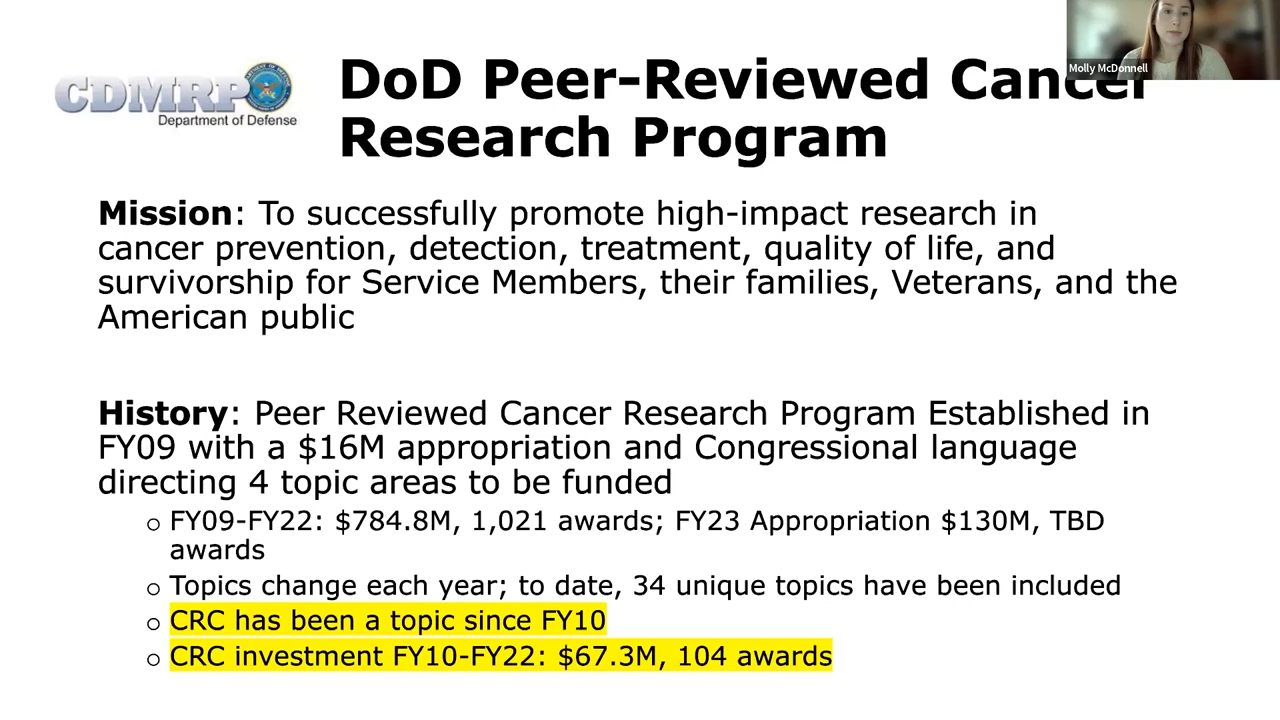 Molly McDonnell
CDMRP
Department of Defense
DoD Peer-Reviewed Cancer
Research Program
Mission: To successfully promote high-impact research in
cancer prevention, detection, treatment, quality of life, and
survivorship for Service Members, their families, Veterans, and the
American public
History: Peer Reviewed Cancer Research Program Established in
FY09 with a $16M appropriation and Congressional language
directing 4 topic areas to be funded
o FY09-FY22: $784.8M, 1,021 awards; FY23 Appropriation $130M, TBD
awards
o Topics change each year; to date, 34 unique topics have been included
o CRC has been a topic since FY10
o CRC investment FY10-FY22: $67.3M, 104 awards